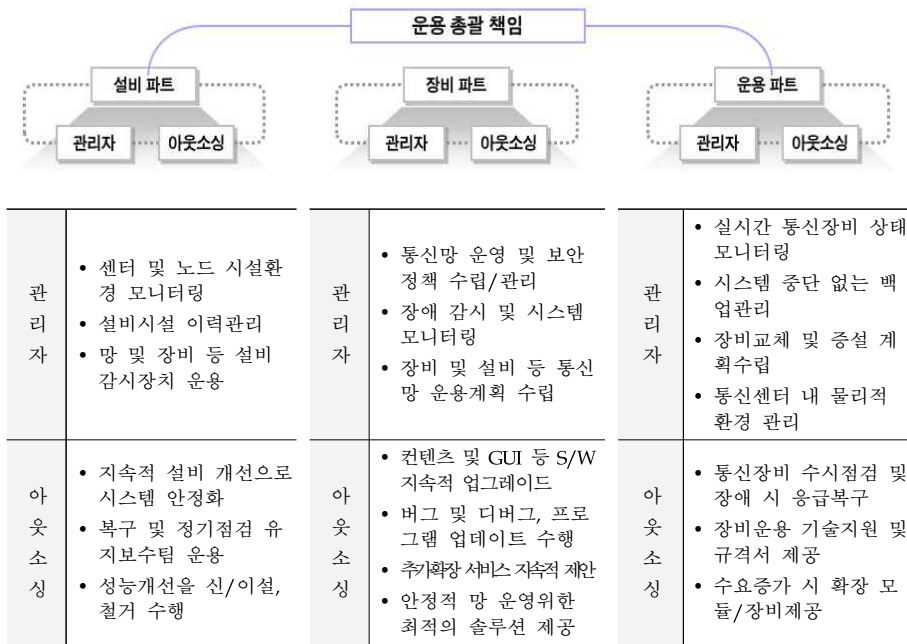 운용 총괄 책임
설비 파트
관리자
아웃소싱
장비 파트
관리자
아웃소싱
운용 파트
관리자
아웃소싱
관
리
자
• 센터 및 노드 시설환
경 모니터링
• 설비시설 이력관리
• 망 및 장비 등 설비
감시장치 운용
아
웃
소
싱
• 지속적 설비 개선으로
시스템 안정화
• 복구 및 정기점검 유
지보수팀 운용
• 성능개선을 신/이설,
철거 수행
관
리
자
• 통신망 운영 및 보안
정책 수립/관리
• 장애 감시 및 시스템
모니터링
• 장비 및 설비 등 통신
망 운용계획 수립
아
웃
소
싱
• 컨텐츠 및 GUI 등 S/W
지속적 업그레이드
• 버그 및 디버그, 프로
그램 업데이트 수행
• 추가확장 서비스 지속적 제안
• 안정적 망 운영위한
최적의 솔루션 제공
관
리
자
• 실시간 통신장비 상태
모니터링
• 시스템 중단 없는 백
업관리
• 장비교체 및 증설 계
획수립
• 통신센터 내 물리적
환경 관리
아
웃
소
싱
• 통신장비 수시점검 및
장애 시 응급복구
• 장비운용 기술지원 및
규격서 제공
• 수요증가 시 확장 모
듈/장비제공